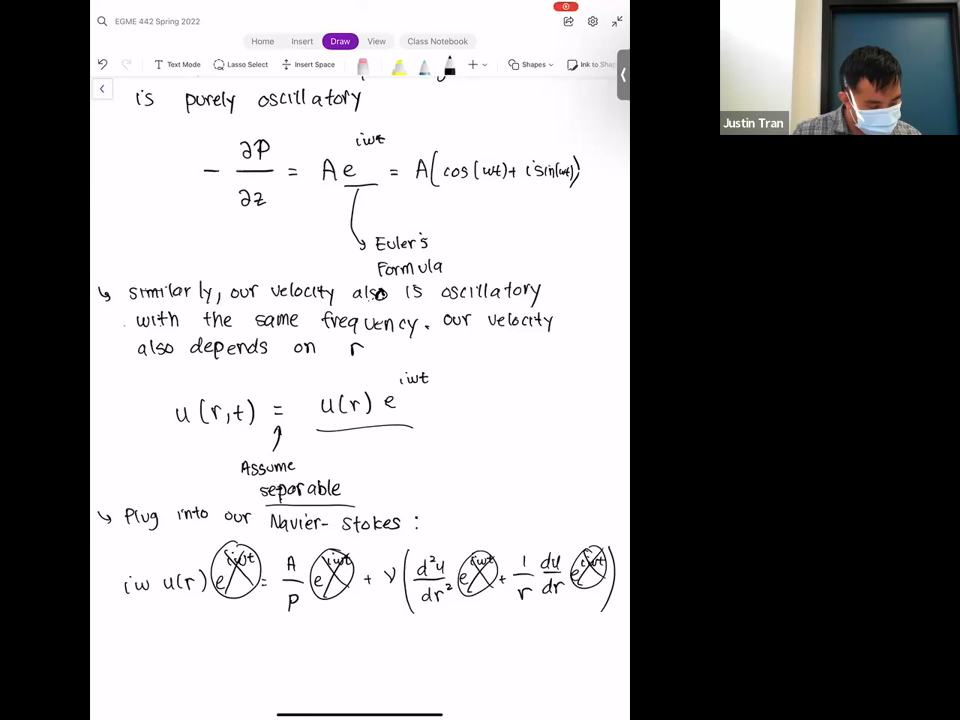 EGME 442 Spring 2022
Home Insert Draw View Class Notebook
Text Mode Lasso Select Insert Space Shapes Ink to Shap
is purely oscillatory
- ∂P/∂z = A e^{iωt} = A(cos(ωt) + i sin(ωt))
Euler's
Formula
similarly, our velocity also is oscillatory
with the same frequency. our velocity
also depends on r
u(r,t) = u(r) e^{iωt}
Assume
separable
Plug into our Navier-Stokes:
iω u(r) e^{iωt} = A/ρ e^{iωt} + ν( d²u/dr² e^{iωt} + 1/r du/dr e^{iωt} )
Justin Tran